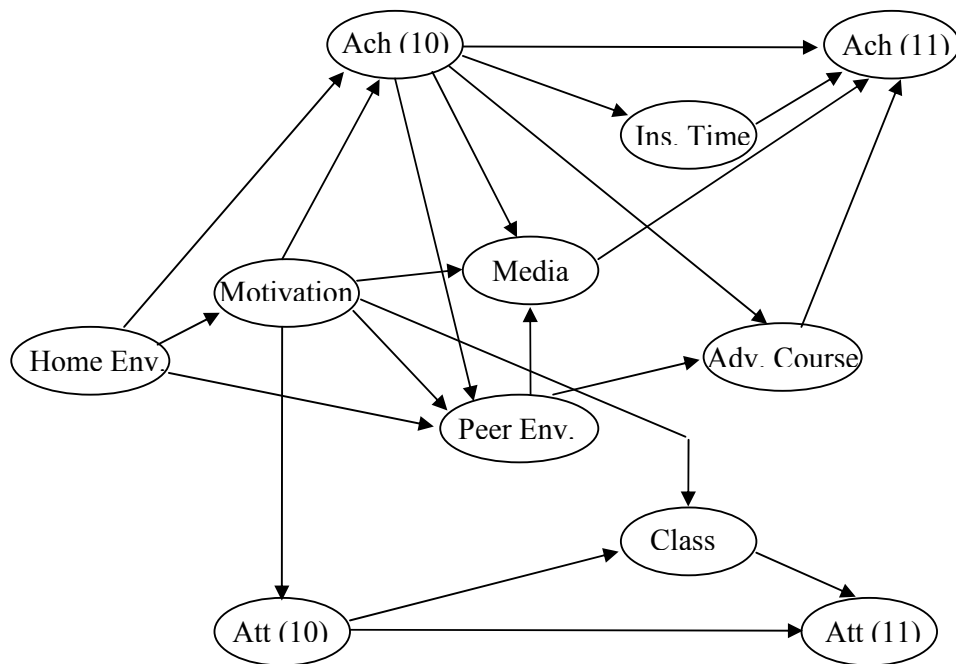 Ach (10)
Ach (11)
Ins. Time
Media
Motivation
Home Env.
Adv. Course
Peer Env.
Class
Att (10)
Att (11)